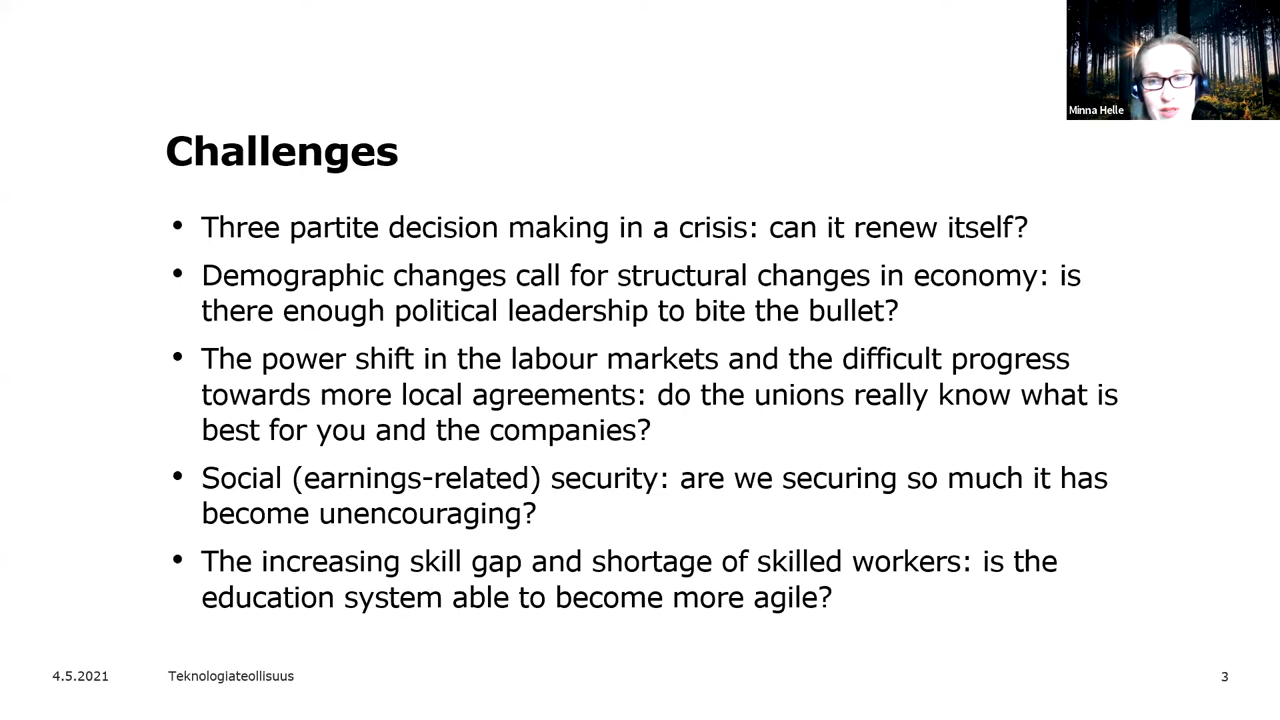 Minna Helle
Challenges
• Three partite decision making in a crisis: can it renew itself?
• Demographic changes call for structural changes in economy: is
there enough political leadership to bite the bullet?
• The power shift in the labour markets and the difficult progress
towards more local agreements: do the unions really know what is
best for you and the companies?
• Social (earnings-related) security: are we securing so much it has
become unencouraging?
• The increasing skill gap and shortage of skilled workers: is the
education system able to become more agile?
4.5.2021 Teknologiateollisuus 3